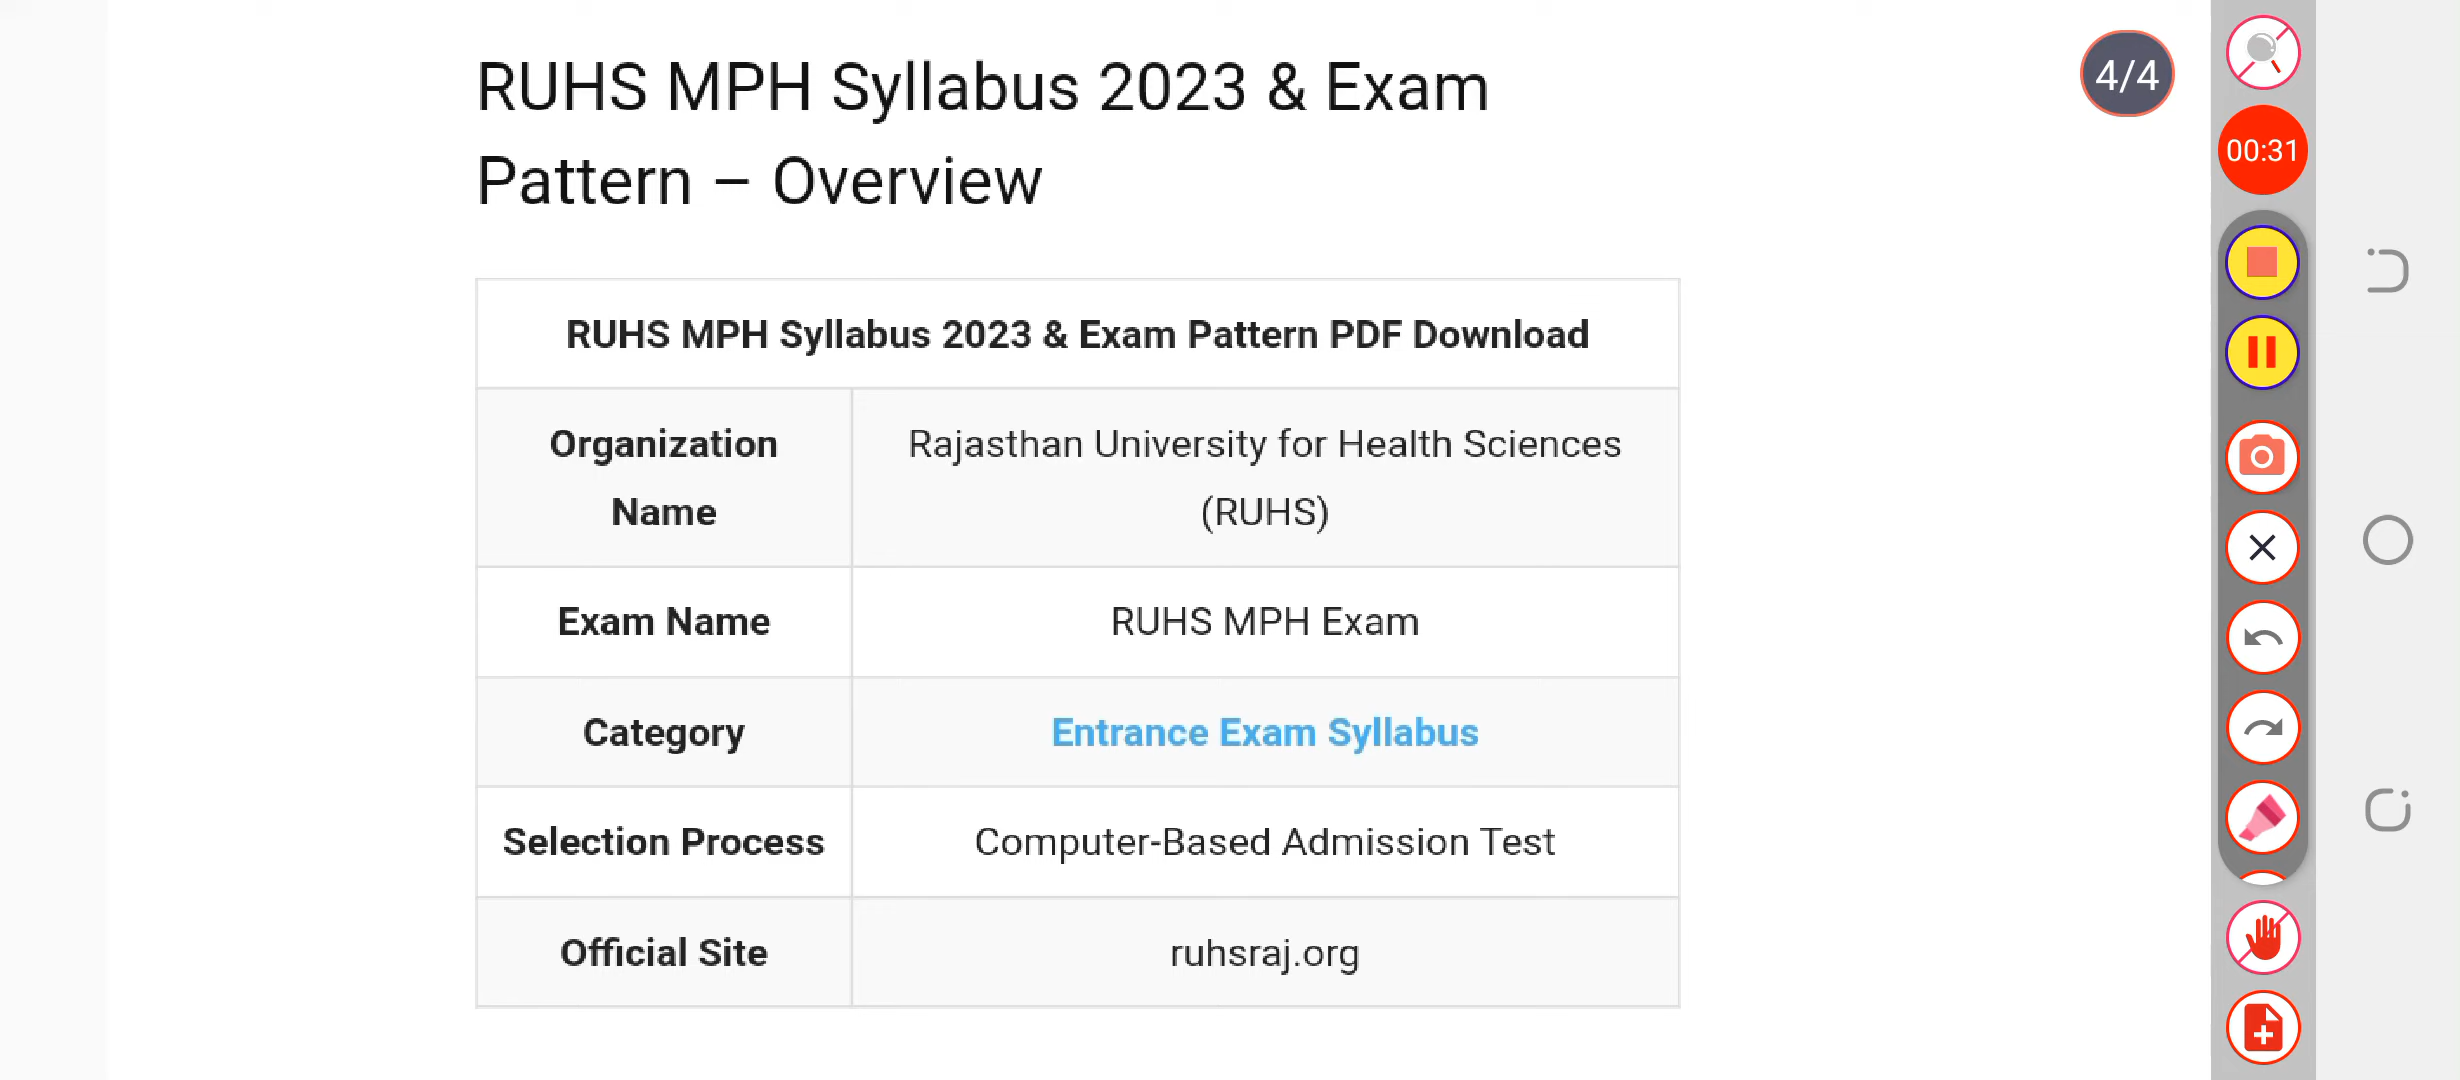 RUHS MPH Syllabus 2023 & Exam
Pattern – Overview
4/4
00:31
RUHS MPH Syllabus 2023 & Exam Pattern PDF Download
Organization
Name
Rajasthan University for Health Sciences
(RUHS)
Exam Name
RUHS MPH Exam
Category
Entrance Exam Syllabus
Selection Process
Computer-Based Admission Test
Official Site
ruhsraj.org